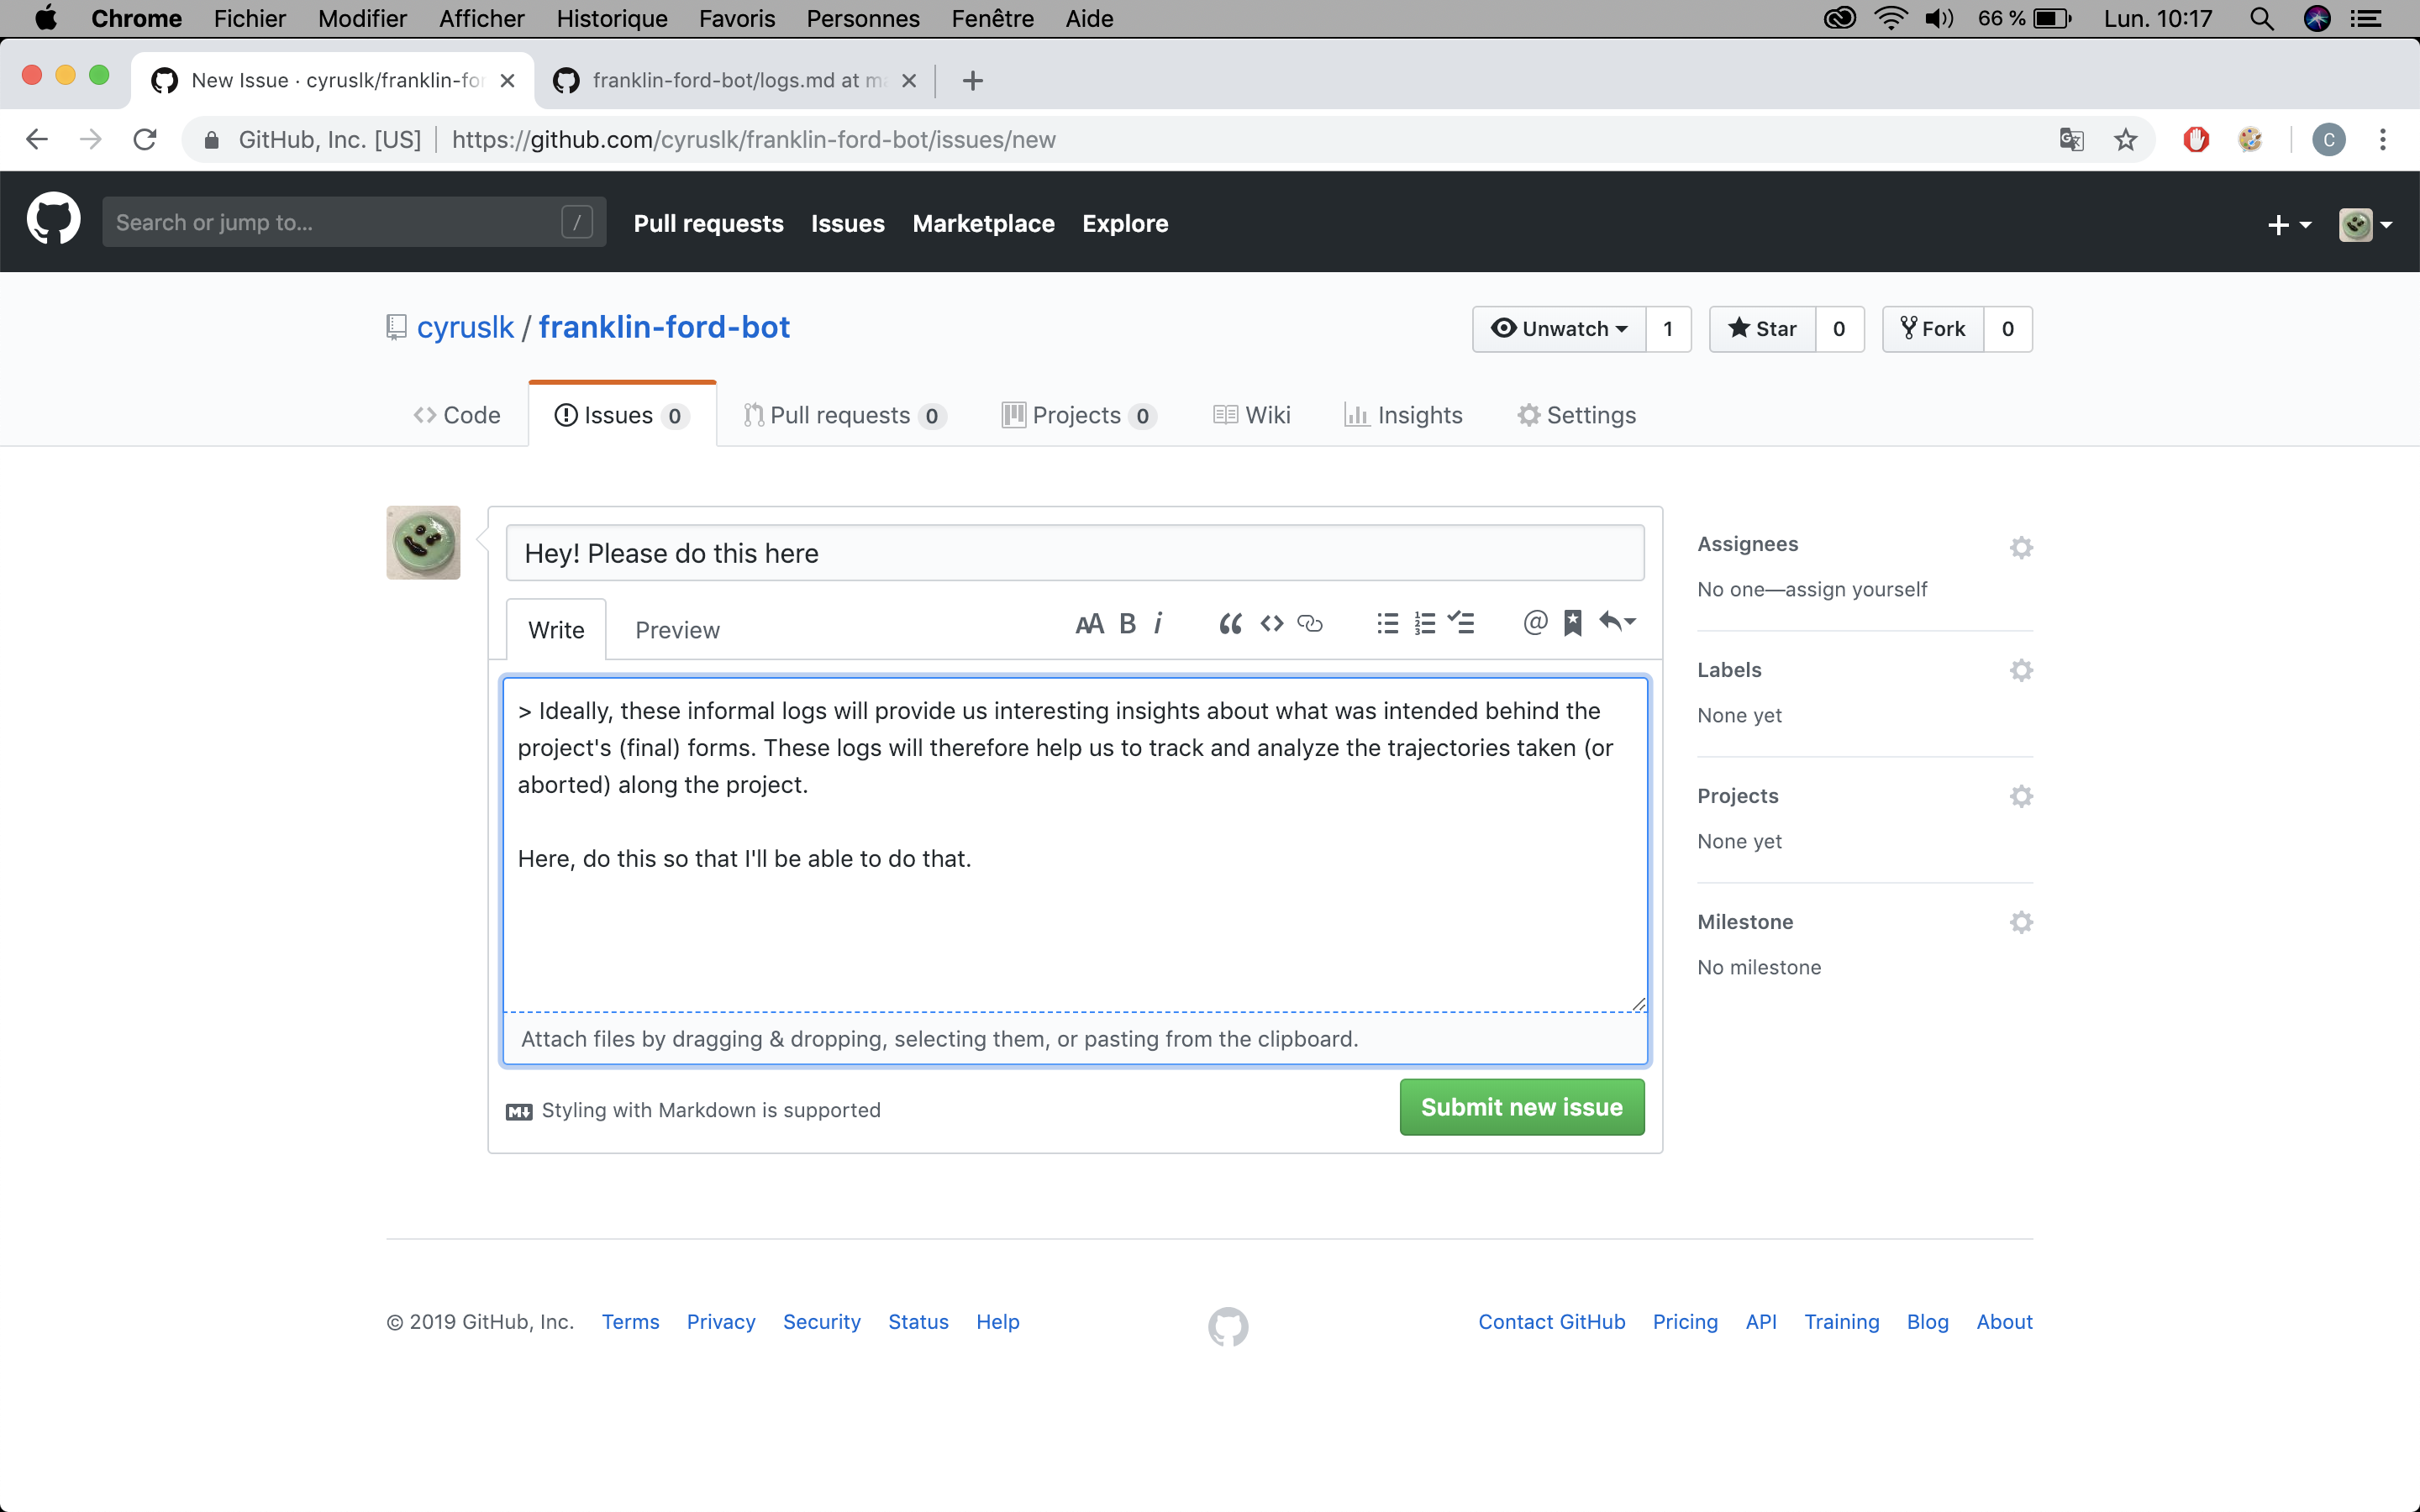 Chrome Fichier Modifier Afficher Historique Favoris Personnes Fenêtre Aide 66 % Lun. 10:17
New Issue · cyruslk/franklin-for franklin-ford-bot/logs.md at ma
GitHub, Inc. [US] https://github.com/cyruslk/franklin-ford-bot/issues/new C
Search or jump to... / Pull requests Issues Marketplace Explore
cyruslk / franklin-ford-bot Unwatch 1 Star 0 Fork 0
Code Issues 0 Pull requests 0 Projects 0 Wiki Insights Settings
Hey! Please do this here
Write Preview
> Ideally, these informal logs will provide us interesting insights about what was intended behind the
project's (final) forms. These logs will therefore help us to track and analyze the trajectories taken (or
aborted) along the project.
Here, do this so that I'll be able to do that.
Attach files by dragging & dropping, selecting them, or pasting from the clipboard.
Styling with Markdown is supported
Submit new issue
Assignees
No one—assign yourself
Labels
None yet
Projects
None yet
Milestone
No milestone
© 2019 GitHub, Inc. Terms Privacy Security Status Help Contact GitHub Pricing API Training Blog About